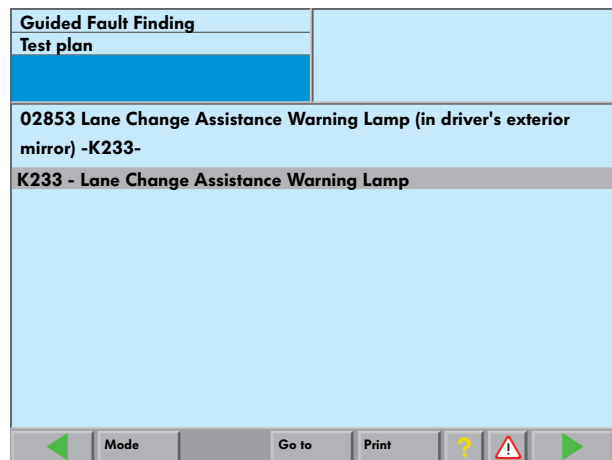 Guided Fault Finding
Test plan
02853 Lane Change Assistance Warning Lamp (in driver's exterior
mirror) -K233-
K233 - Lane Change Assistance Warning Lamp
Mode
Go to
Print
?
!